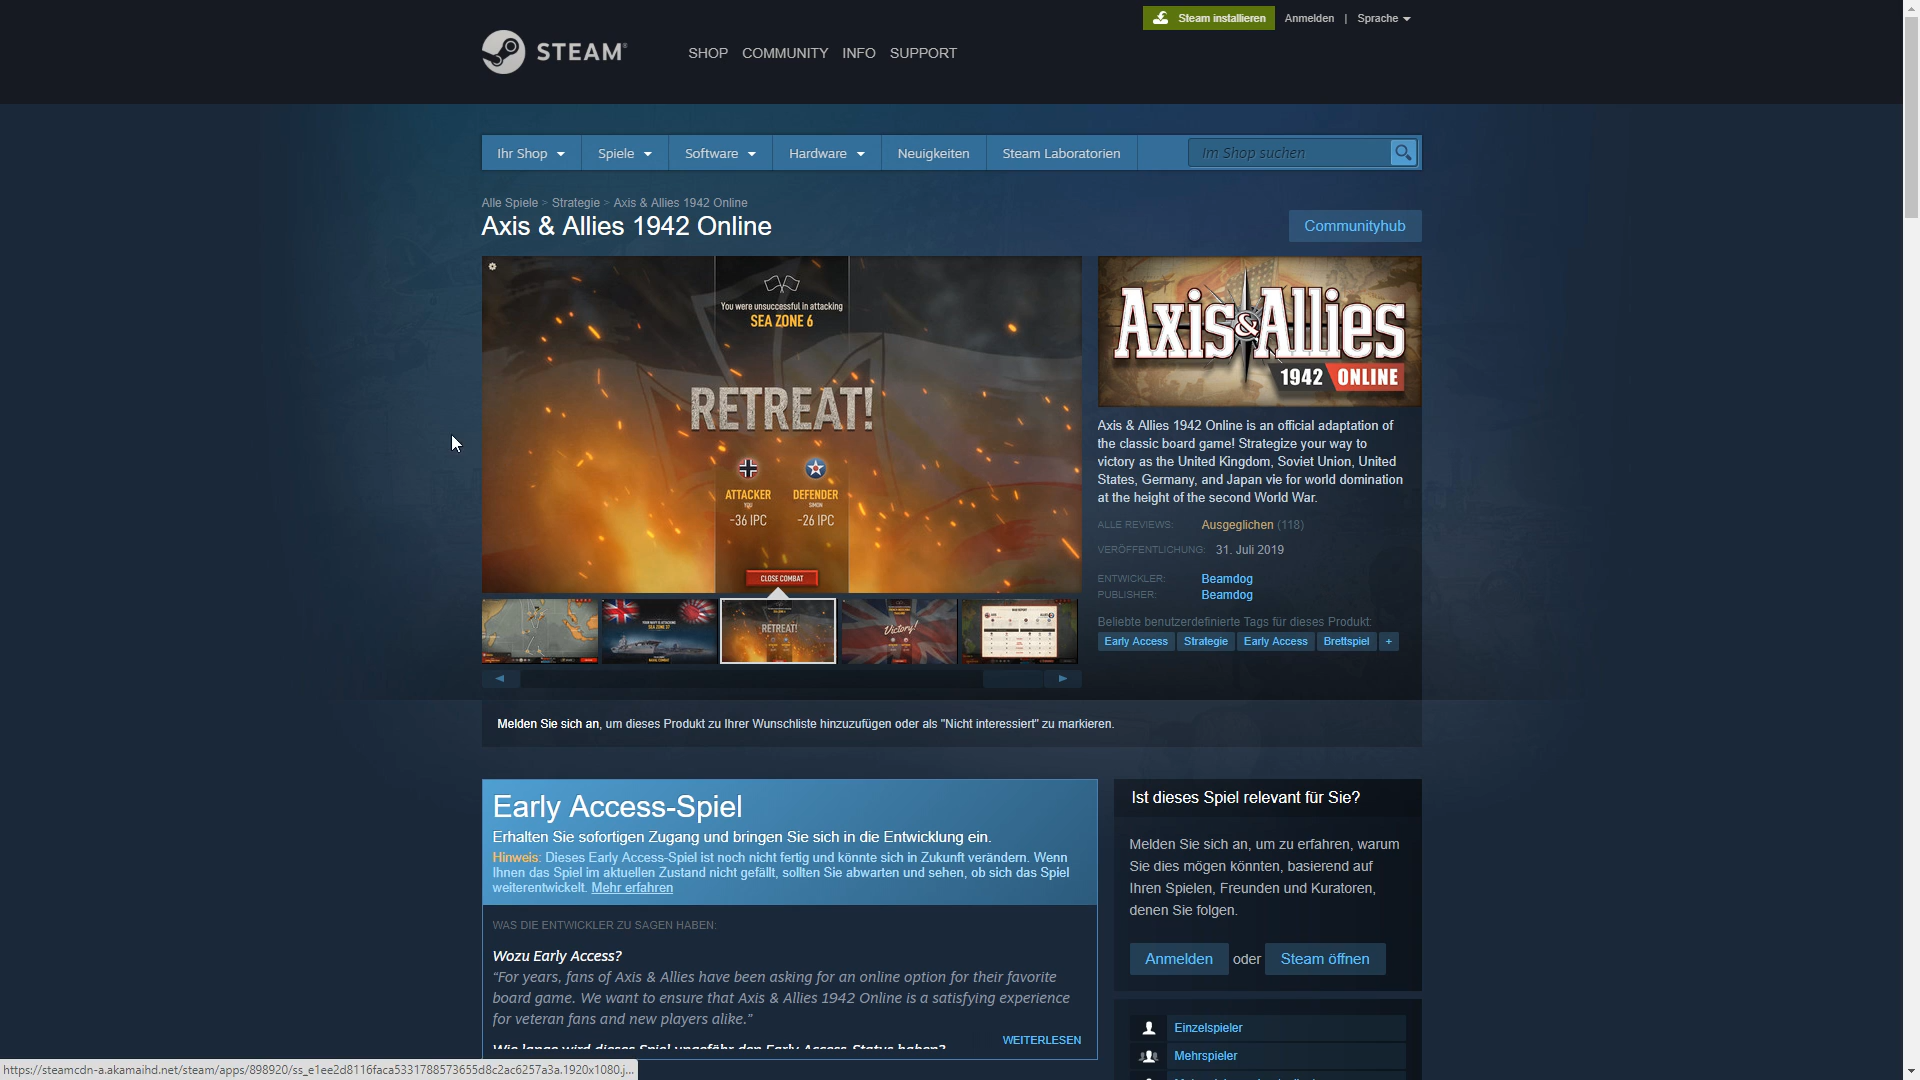 Steam installieren
Anmelden | Sprache
STEAM
SHOP COMMUNITY INFO SUPPORT
Ihr Shop Spiele Software Hardware Neuigkeiten Steam Laboratorien Im Shop suchen
Alle Spiele > Strategie > Axis & Allies 1942 Online
Axis & Allies 1942 Online
Communityhub
You were unsuccessful in attacking
SEA ZONE 6
RETREAT!
ATTACKER DEFENDER
YOU SIMON
-36 IPC -26 IPC
CLOSE COMBAT
RETREAT!
Victory!
Axis & Allies
1942 ONLINE
Axis & Allies 1942 Online is an official adaptation of
the classic board game! Strategize your way to
victory as the United Kingdom, Soviet Union, United
States, Germany, and Japan vie for world domination
at the height of the second World War.
ALLE REVIEWS: Ausgeglichen (118)
VERÖFFENTLICHUNG: 31. Juli 2019
ENTWICKLER: Beamdog
PUBLISHER: Beamdog
Beliebte benutzerdefinierte Tags für dieses Produkt:
Early Access Strategie Early Access Brettspiel +
Melden Sie sich an, um dieses Produkt zu Ihrer Wunschliste hinzuzufügen oder als "Nicht interessiert" zu markieren.
Early Access-Spiel
Erhalten Sie sofortigen Zugang und bringen Sie sich in die Entwicklung ein.
Hinweis: Dieses Early Access-Spiel ist noch nicht fertig und könnte sich in Zukunft verändern. Wenn
Ihnen das Spiel im aktuellen Zustand nicht gefällt, sollten Sie abwarten und sehen, ob sich das Spiel
weiterentwickelt. Mehr erfahren
WAS DIE ENTWICKLER ZU SAGEN HABEN:
Wozu Early Access?
“For years, fans of Axis & Allies have been asking for an online option for their favorite
board game. We want to ensure that Axis & Allies 1942 Online is a satisfying experience
for veteran fans and new players alike.”
Wie lange wird dieses Spiel ungefähr den Early Access-Status haben?
WEITERLESEN
Ist dieses Spiel relevant für Sie?
Melden Sie sich an, um zu erfahren, warum
Sie dies mögen könnten, basierend auf
Ihren Spielen, Freunden und Kuratoren,
denen Sie folgen.
Anmelden oder Steam öffnen
Einzelspieler
Mehrspieler
https://steamcdn-a.akamaihd.net/steam/apps/898920/ss_e1ee2d8116faca5331788573655d8c2ac6257a3a.1920x1080.j...